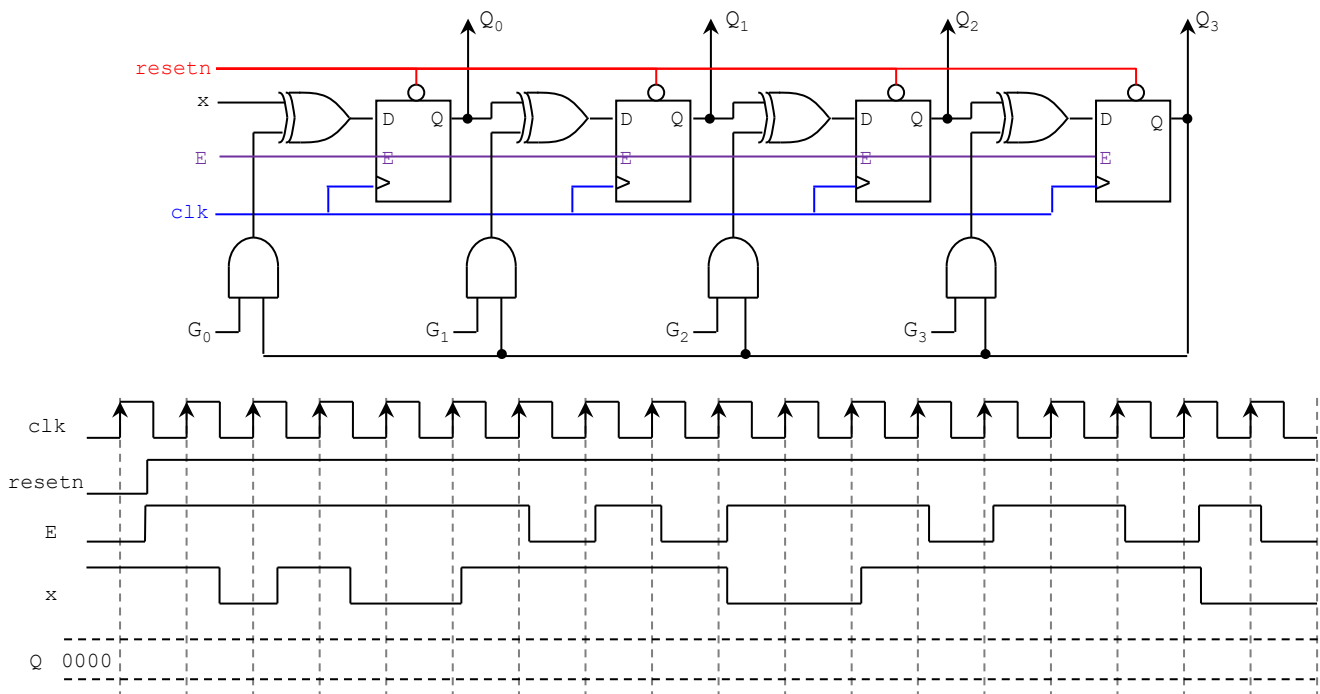 Q0 Q1 Q2 Q3
resetn
x
D Q D Q D Q D Q
E E E E E
clk
G0 G1 G2 G3
clk
resetn
E
x
Q 0000